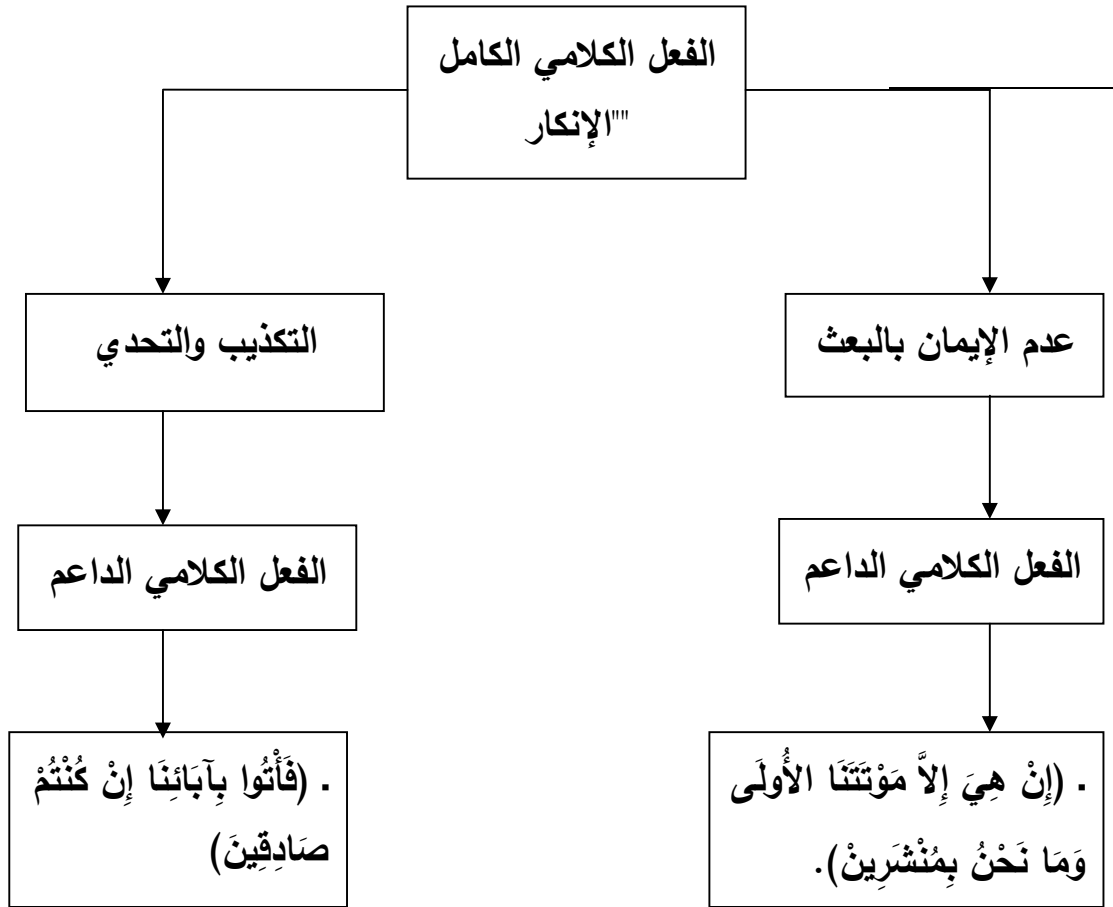 الفعل الكلامي الكامل
""الإنكار
عدم الإيمان بالبعث
التكذيب والتحدي
الفعل الكلامي الداعم
الفعل الكلامي الداعم
. (إِنْ هِيَ إِلاَّ مَوْتَتَنَا الأُولَى
وَمَا نَحْنُ بِمُنْشَرِينْ).
. (فَأْتُوا بِآبَائِنَا إِنْ كُنْتُمْ
صَادِقِينَ)